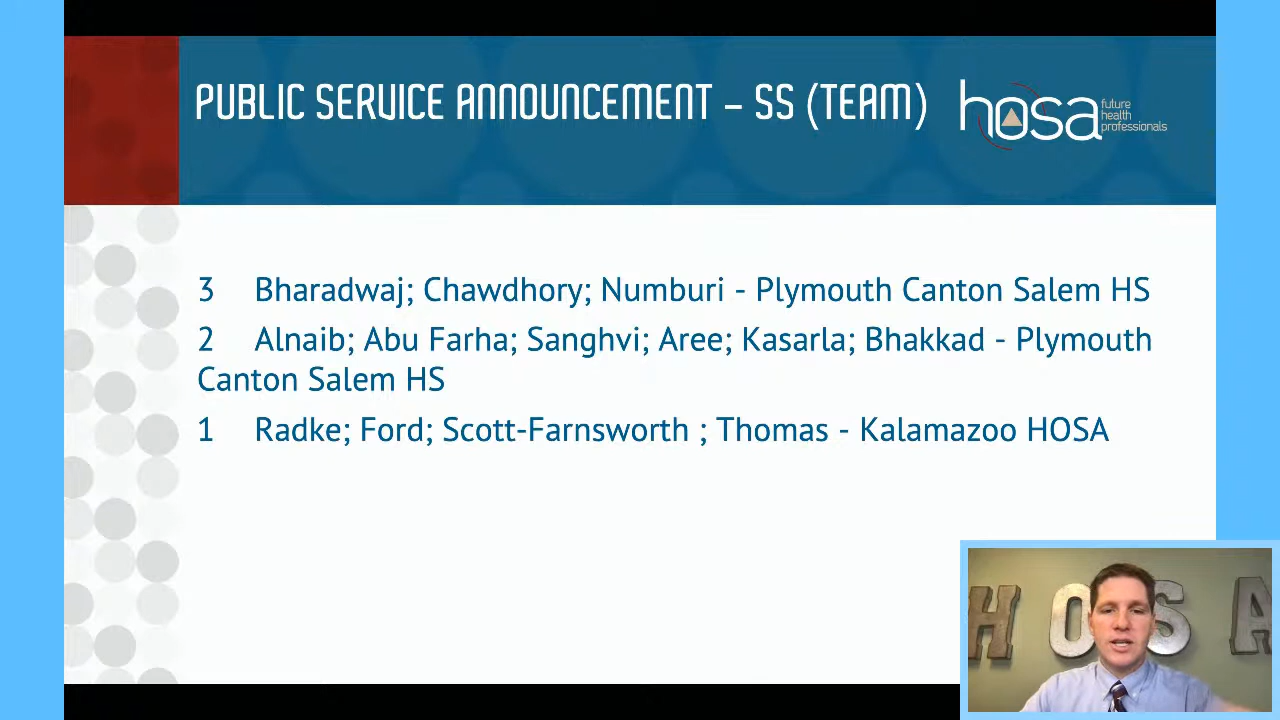 PUBLIC SERVICE ANNOUNCEMENT – SS (TEAM)
hosa
future
health
professionals
3 Bharadwaj; Chawdhory; Numburi - Plymouth Canton Salem HS
2 Alnaib; Abu Farha; Sanghvi; Aree; Kasarla; Bhakkad - Plymouth
Canton Salem HS
1 Radke; Ford; Scott-Farnsworth ; Thomas - Kalamazoo HOSA
HOSA